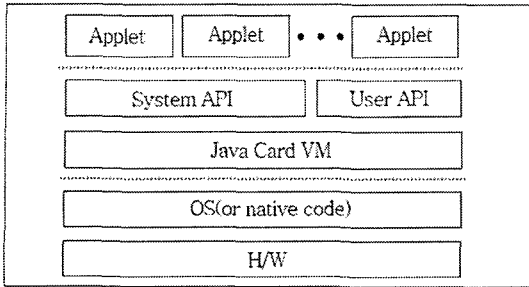 Applet Applet • • • Applet
System API User API
Java Card VM
OS(or native code)
H/W